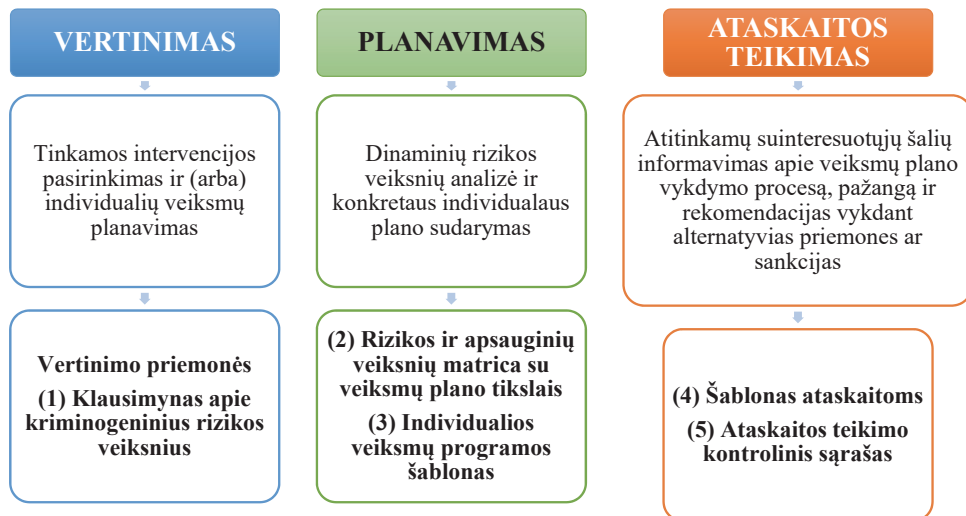 VERTINIMAS
Tinkamos intervencijos
pasirinkimas ir (arba)
individualių veiksmų
planavimas
Vertinimo priemonės
(1) Klausimynas apie
kriminogeninius rizikos
veiksnius
PLANAVIMAS
Dinaminių rizikos
veiksnių analizė ir
konkretaus individualaus
plano sudarymas
(2) Rizikos ir apsauginių
veiksnių matrica su
veiksmų plano tikslais
(3) Individualios
veiksmų programos
šablonas
ATASKAITOS
TEIKIMAS
Atitinkamų suinteresuotųjų šalių
informavimas apie veiksmų plano
vykdymo procesą, pažangą ir
rekomendacijas vykdant
alternatyvias priemones ar
sankcijas
(4) Šablonas ataskaitoms
(5) Ataskaitos teikimo
kontrolinis sąrašas